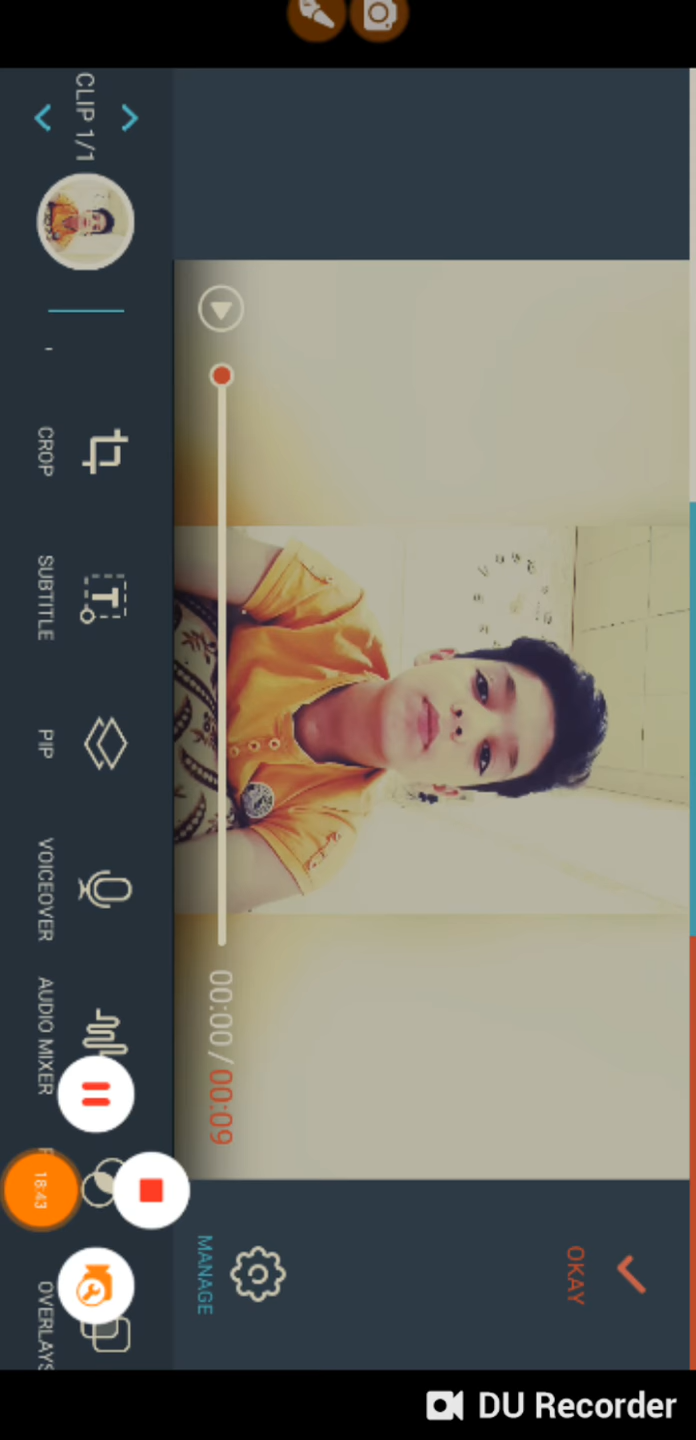 CLIP 1/1
CROP
SUBTITLE
PIP
VOICEOVER
AUDIO MIXER
F
OVERLAYS
18:43
00:00 / 00:09
MANAGE
OKAY
DU Recorder